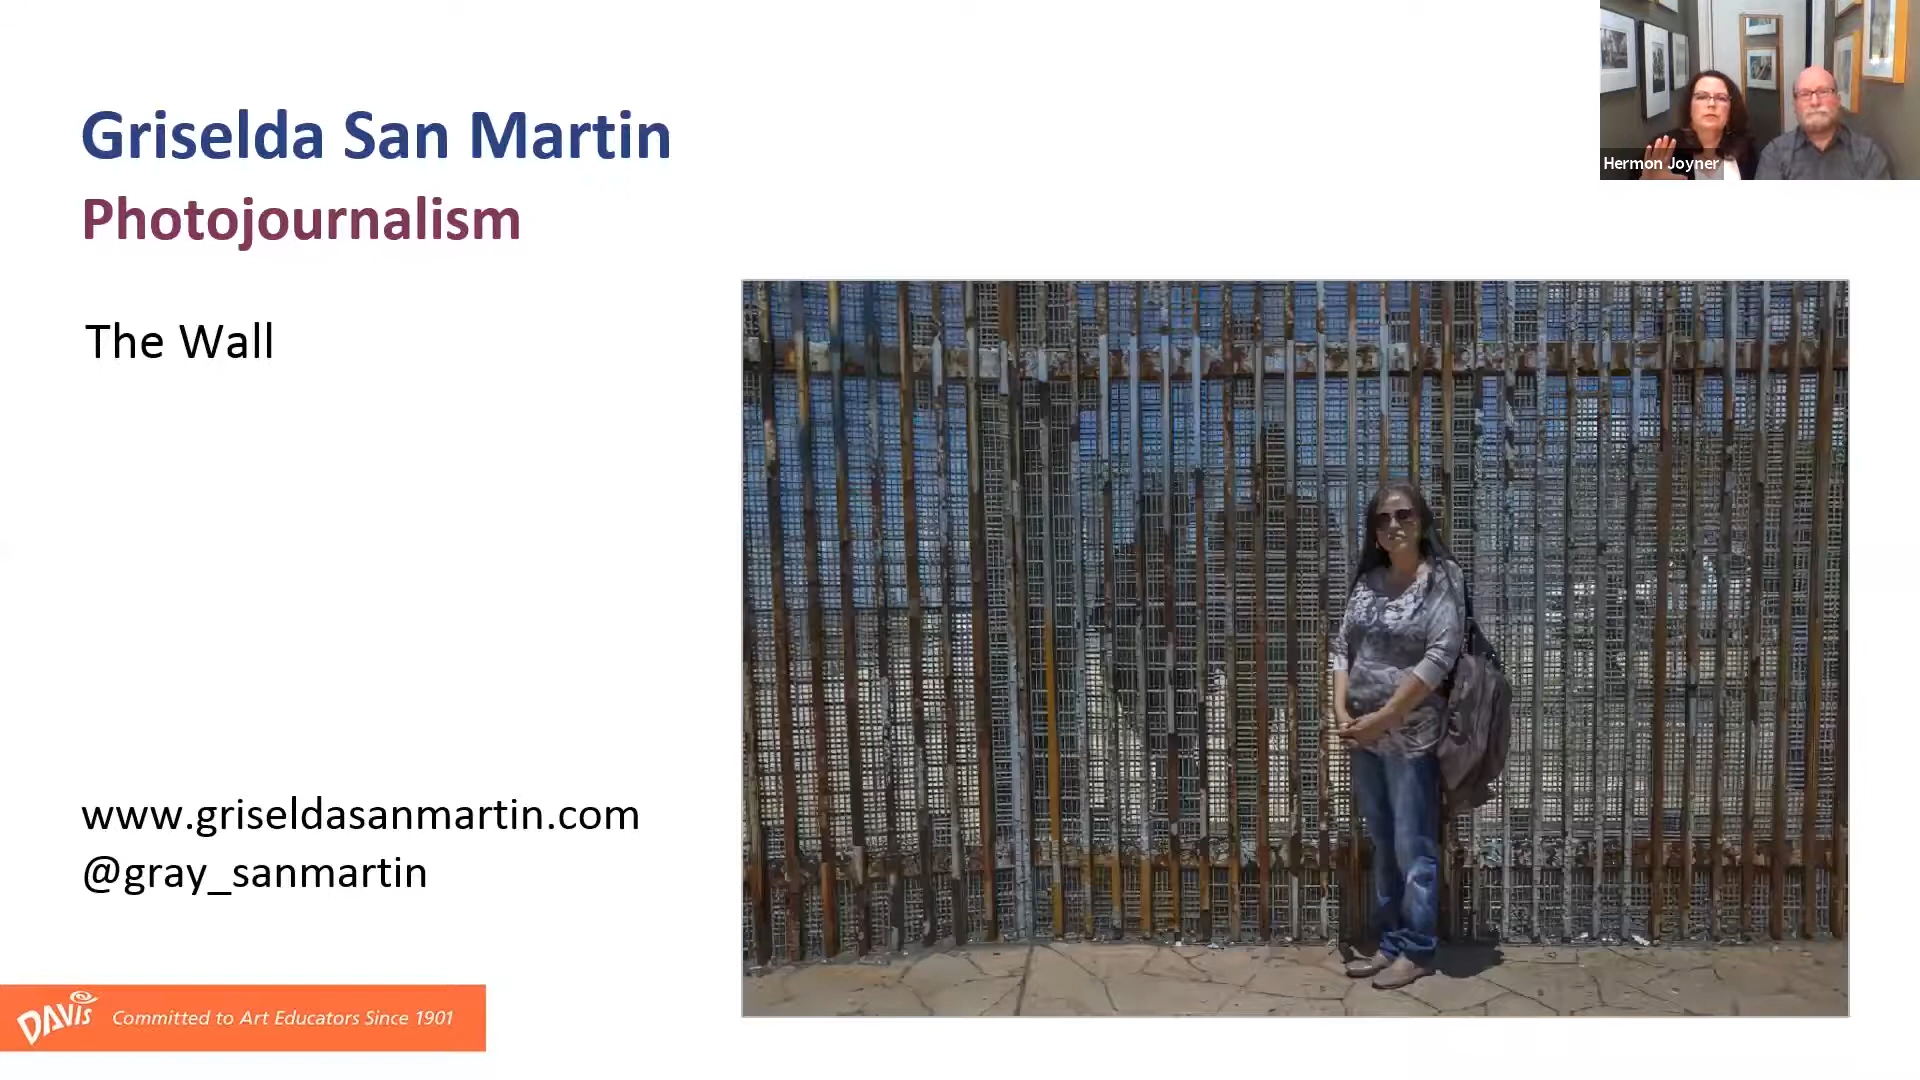 Griselda San Martin
Photojournalism
The Wall
www.griseldasanmartin.com
@gray_sanmartin
DAVIS Committed to Art Educators Since 1901
Hermon Joyner